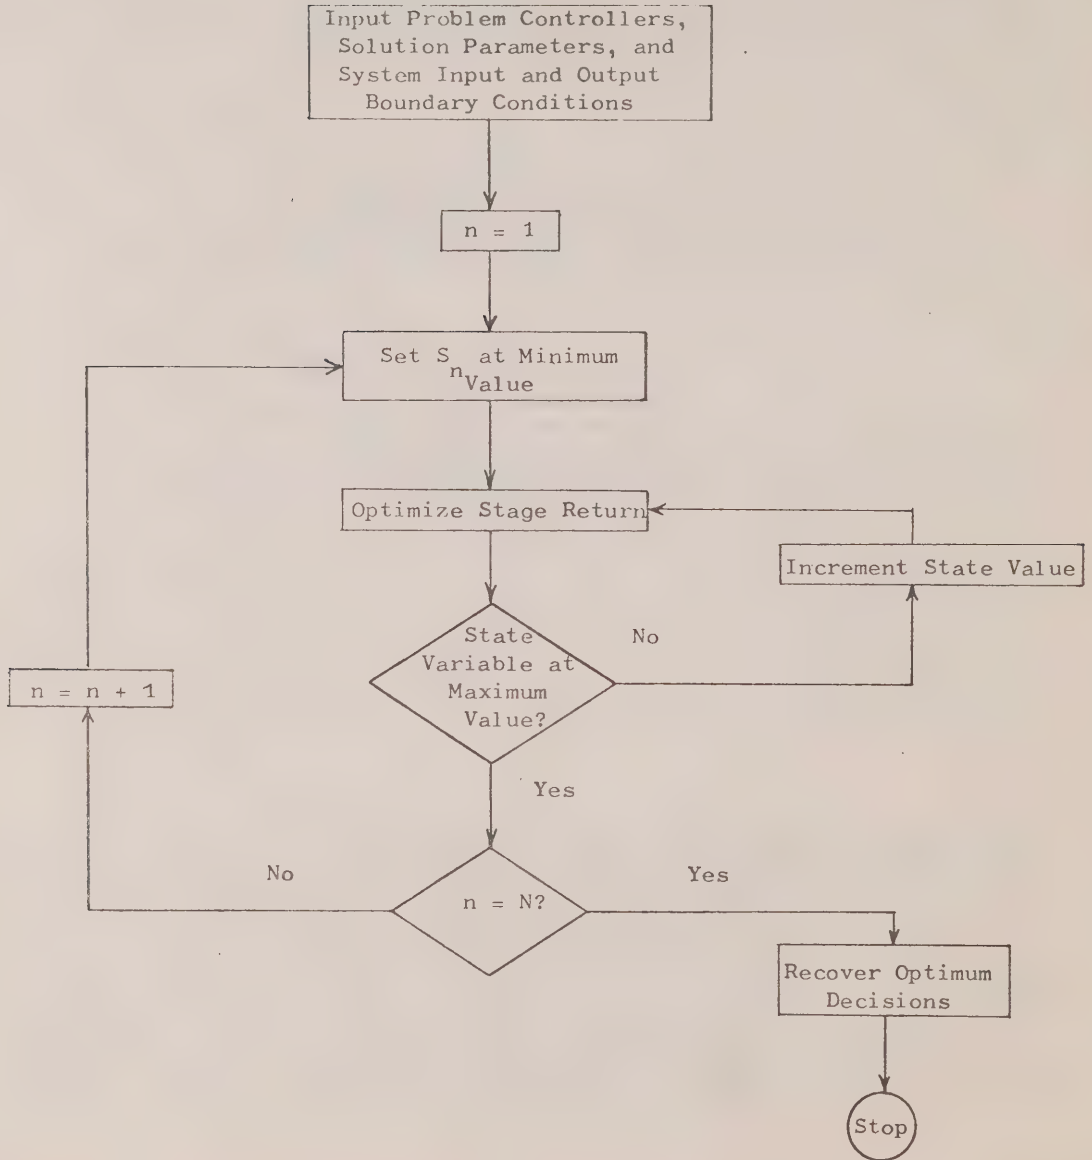 Input Problem Controllers,
Solution Parameters, and
System Input and Output
Boundary Conditions
n = 1
Set Sn at Minimum
Value
Optimize Stage Return
Increment State Value
State
Variable at
Maximum
Value?
No
n = n + 1
Yes
No
n = N?
Yes
Recover Optimum
Decisions
Stop